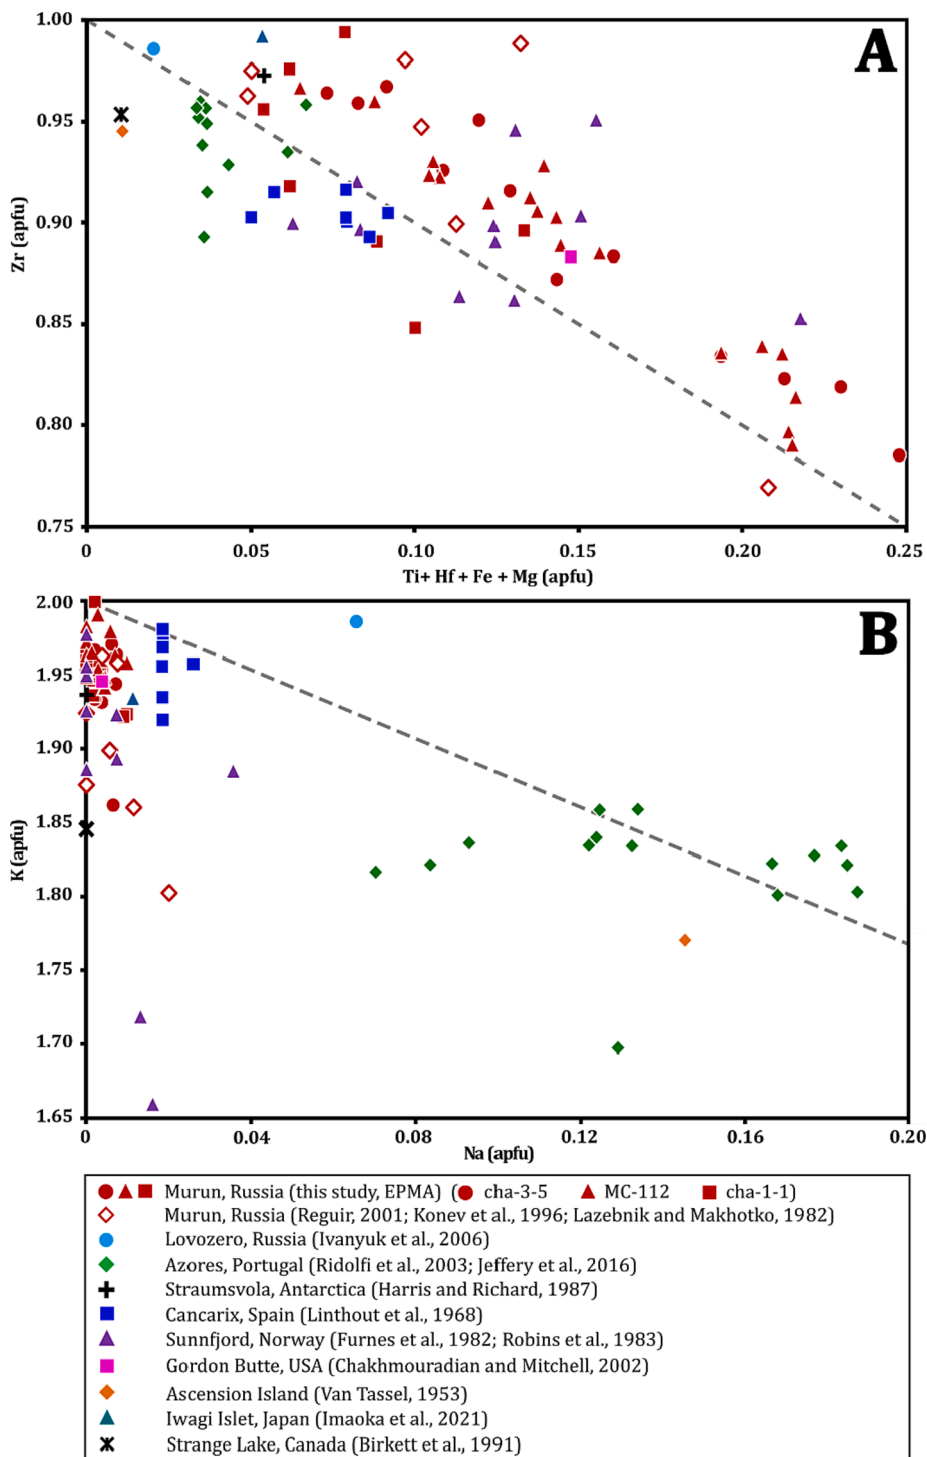 A
1.00
0.95
0.90
0.85
0.80
0.75
Zr (apfu)
0 0.05 0.10 0.15 0.20 0.25
Ti+ Hf + Fe + Mg (apfu)
B
2.00
1.95
1.90
1.85
1.80
1.75
1.70
1.65
K (apfu)
0 0.04 0.08 0.12 0.16 0.20
Na (apfu)
Murun, Russia (this study, EPMA) ( cha-3-5 MC-112 cha-1-1)
Murun, Russia (Reguir, 2001; Konev et al., 1996; Lazebnik and Makhotko, 1982)
Lovozero, Russia (Ivanyuk et al., 2006)
Azores, Portugal (Ridolfi et al., 2003; Jeffery et al., 2016)
Straumsvola, Antarctica (Harris and Richard, 1987)
Cancarix, Spain (Linthout et al., 1968)
Sunnfjord, Norway (Furnes et al., 1982; Robins et al., 1983)
Gordon Butte, USA (Chakhmouradian and Mitchell, 2002)
Ascension Island (Van Tassel, 1953)
Iwagi Islet, Japan (Imaoka et al., 2021)
Strange Lake, Canada (Birkett et al., 1991)